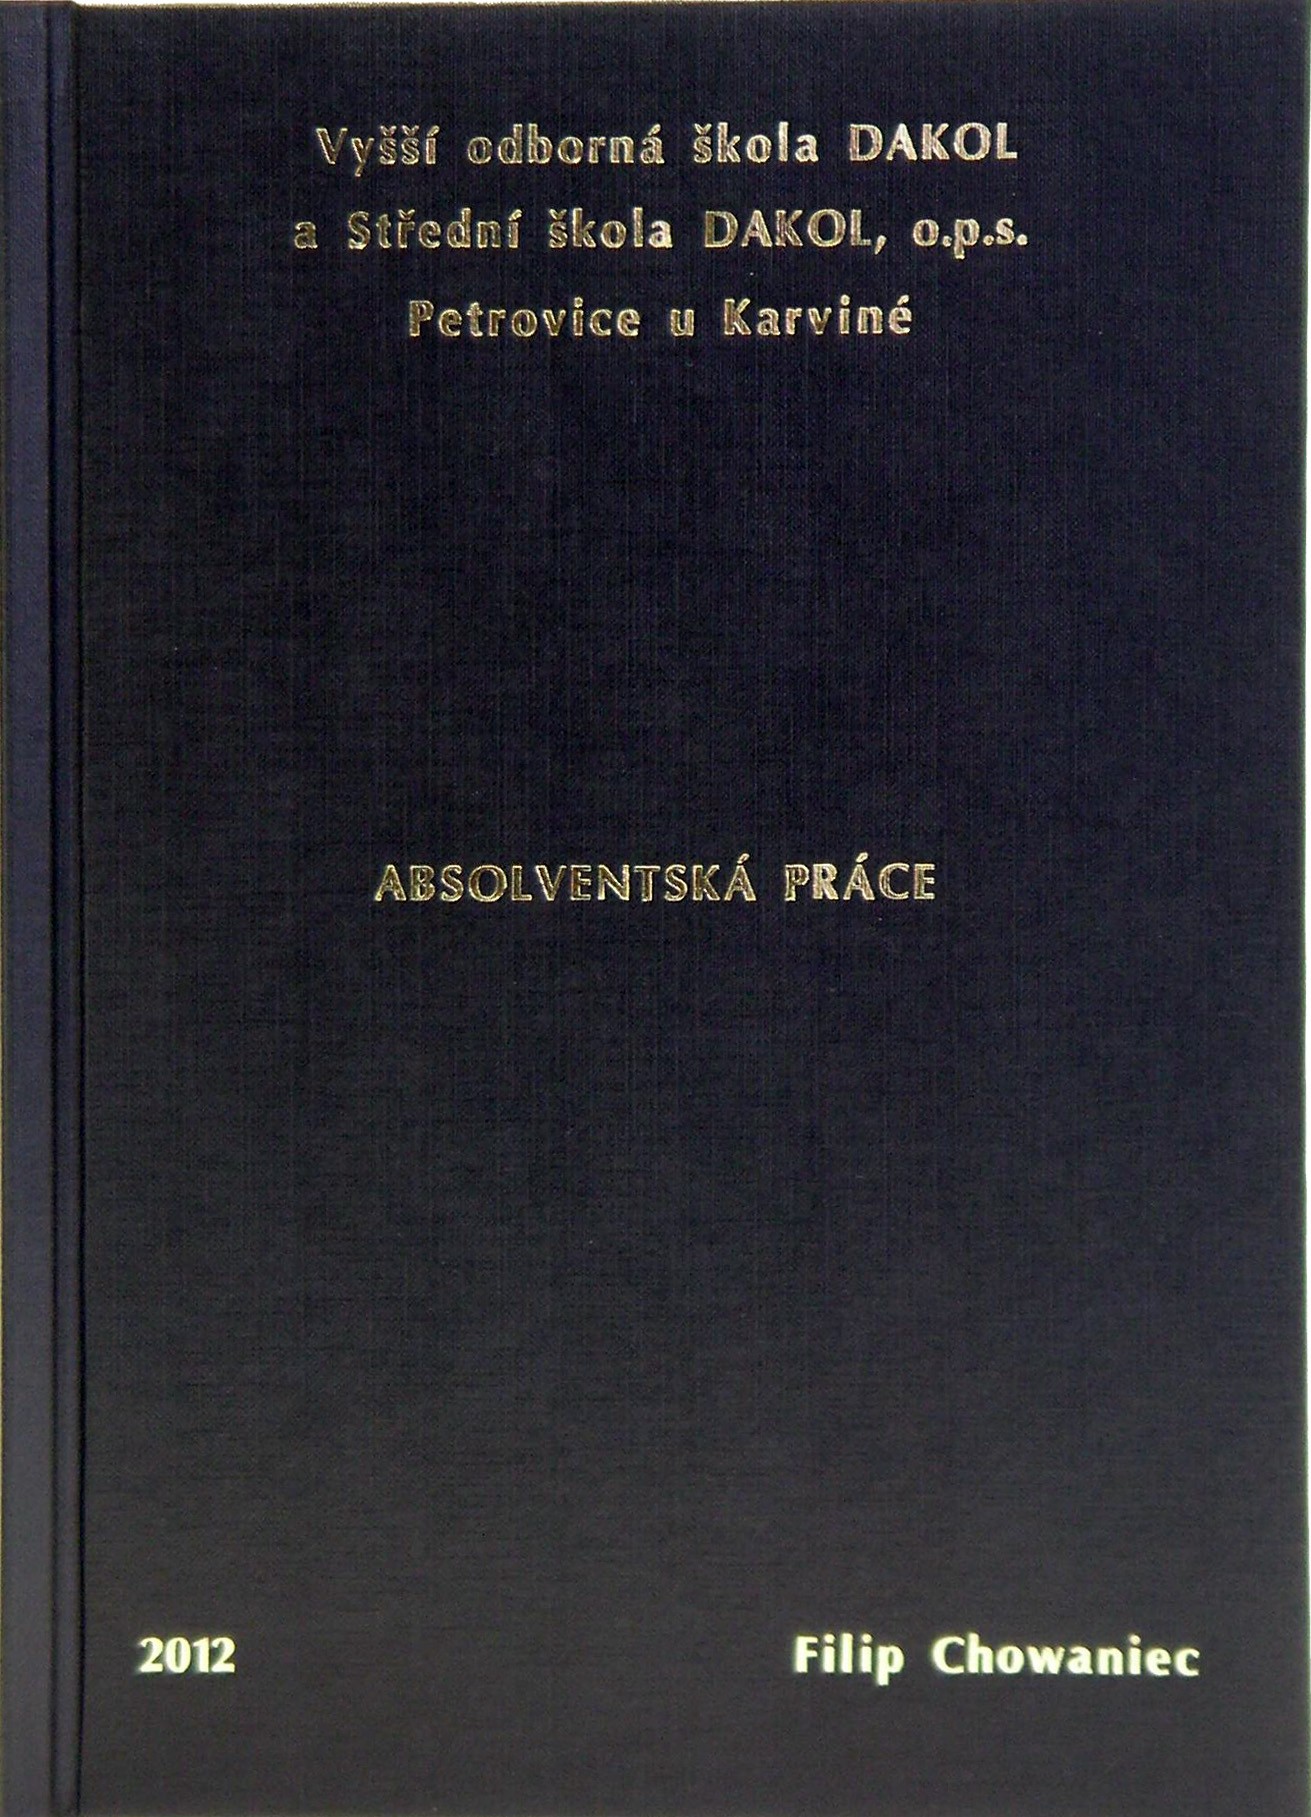 Vyšší odborná škola DAKOL
a Střední škola DAKOL, o.p.s.
Petrovice u Karviné
ABSOLVENTSKÁ PRÁCE
2012 Filip Chowaniec